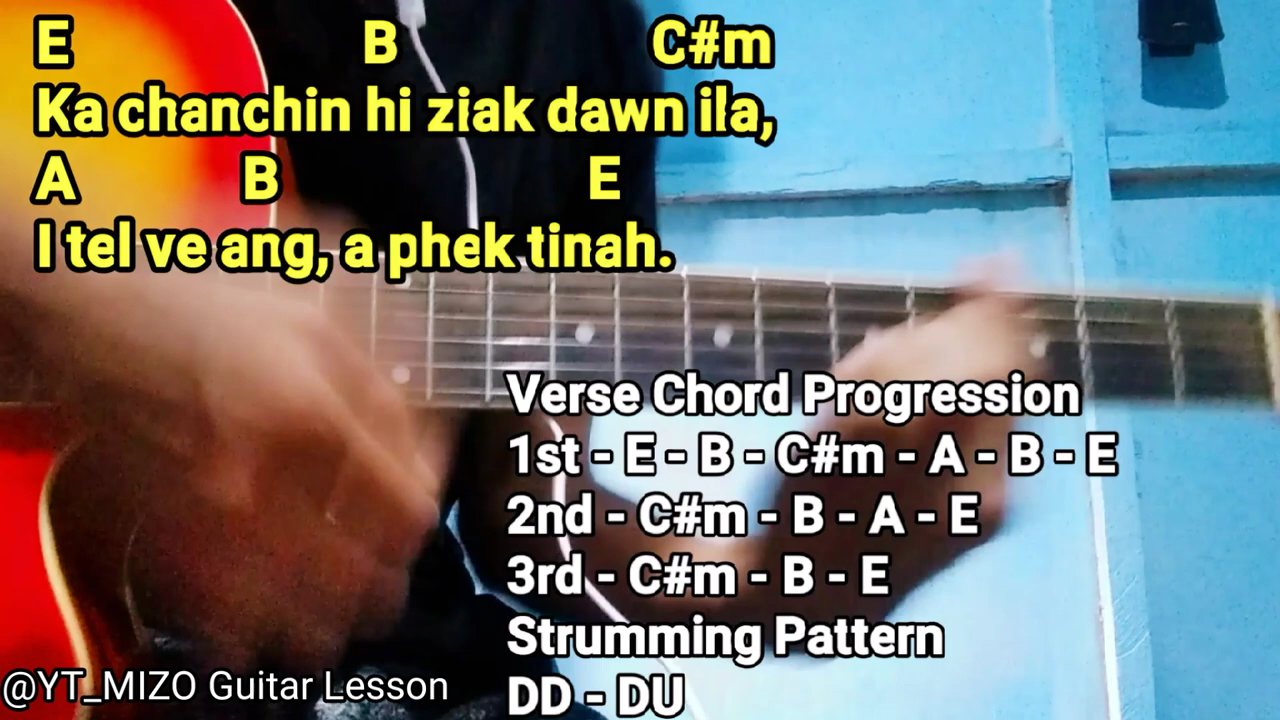 E B C#m
Ka chanchin hi ziak dawn ila,
A B E
I tel ve ang, a phek tinah.
Verse Chord Progression
1st - E - B - C#m - A - B - E
2nd - C#m - B - A - E
3rd - C#m - B - E
Strumming Pattern
DD - DU
@YT_MIZO Guitar Lesson